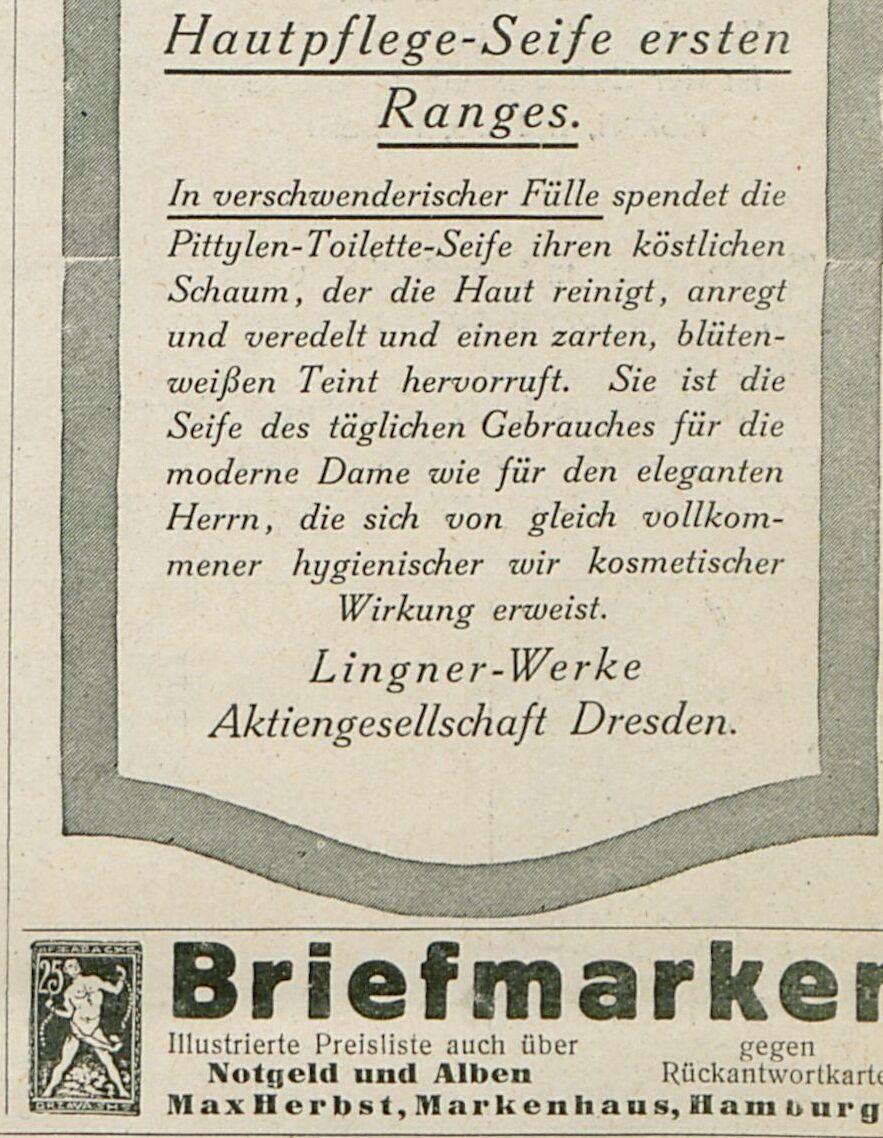 Hautpflege-Seife ersten
Ranges.
In verschwenderischer Fülle spendet die
Pittylen-Toilette-Seife ihren köstlichen
Schaum, der die Haut reinigt, anregt
und veredelt und einen zarten, blüten-
weißen Teint hervorruft. Sie ist die
Seife des täglichen Gebrauches für die
moderne Dame wie für den eleganten
Herrn, die sich von gleich vollkom-
mener hygienischer wir kosmetischer
Wirkung erweist.
Lingner-Werke
Aktiengesellschaft Dresden.
25
Briefmarken
Illustrierte Preisliste auch über
Notgeld und Alben
gegen
Rückantwortkarte
Max Herbst, Markenhaus, Hamburg